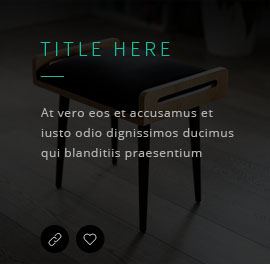 TITLE HERE
At vero eos et accusamus et
iusto odio dignissimos ducimus
qui blanditiis praesentium